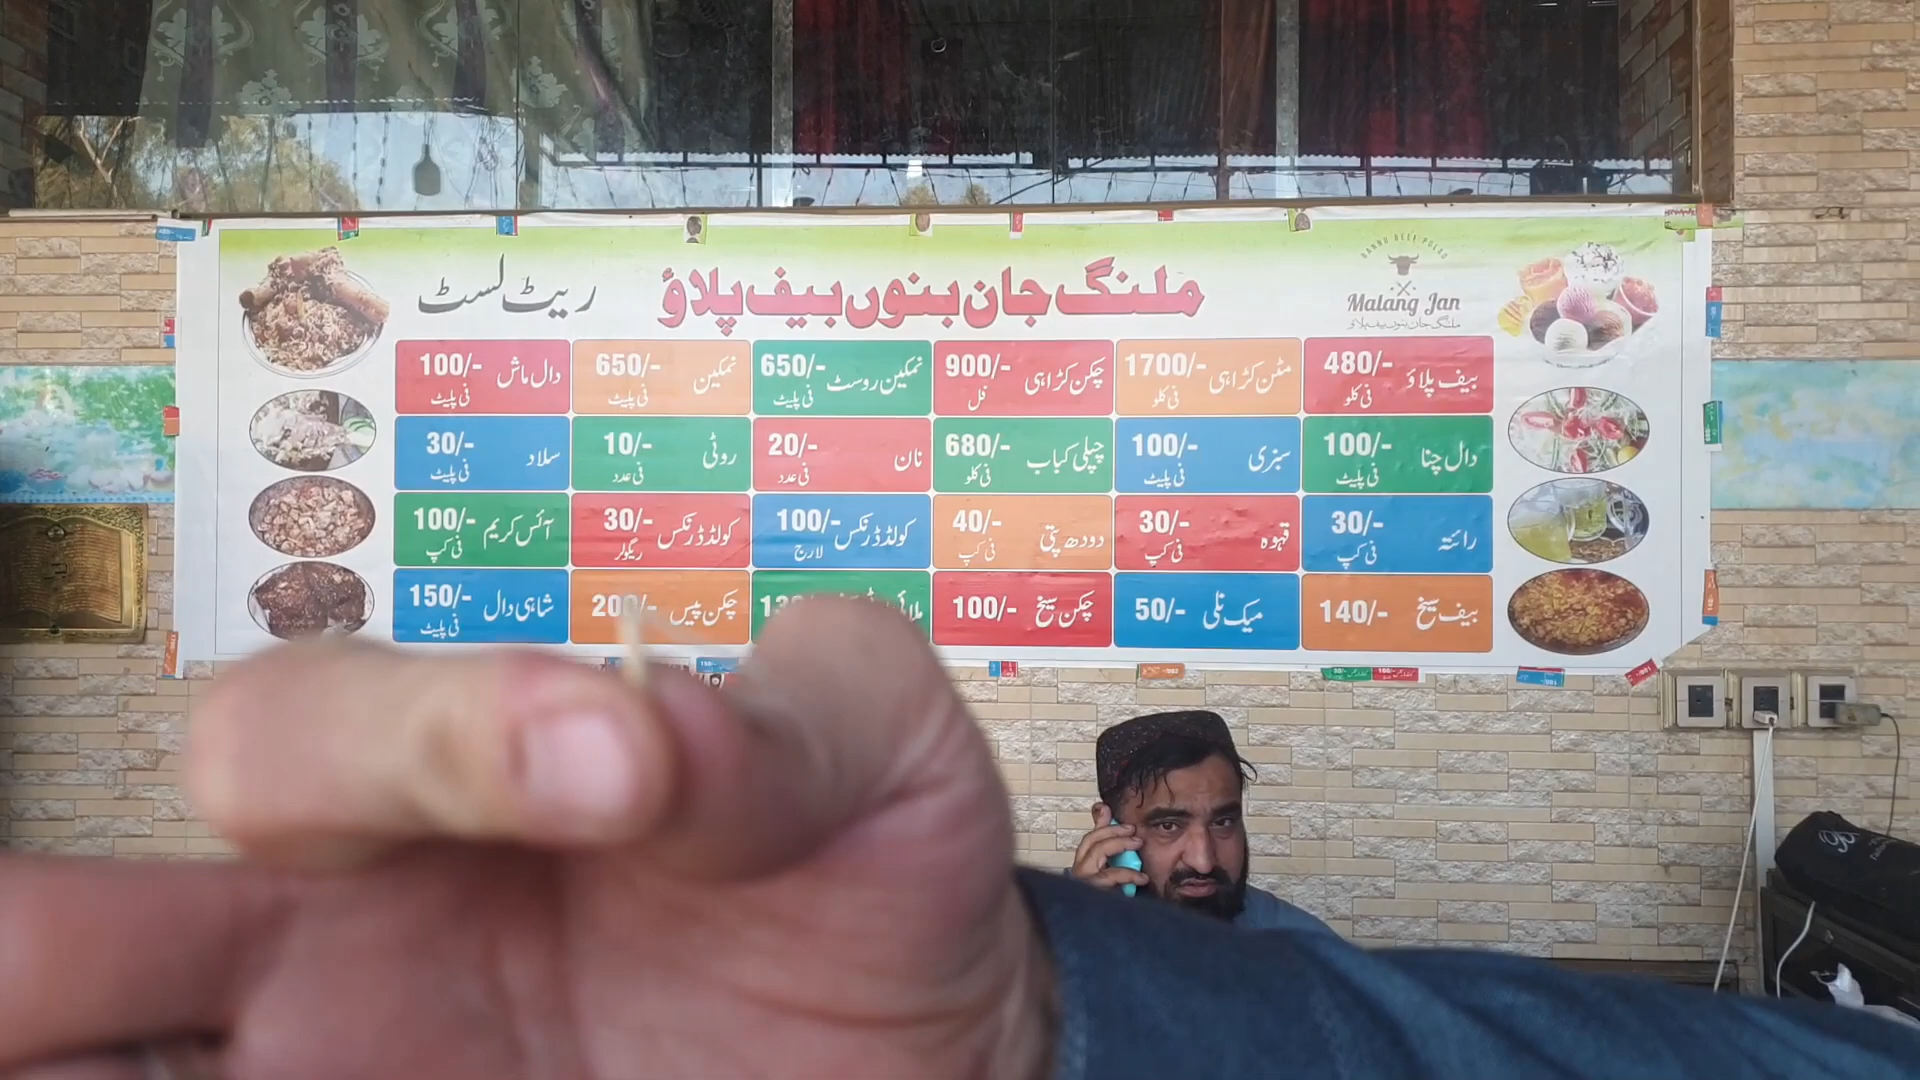 ملنگ جان بنوں بیف پلاؤ ریٹ لسٹ
BANNU BEEF PULAO
Malang Jan
ملنگ جان بنوں بیف پلاؤ
بیف پلاؤ 480/- فی کلو
مٹن کڑاہی 1700/- فی کلو
چکن کڑاہی 900/- فل
نمکین روسٹ 650/- فی پلیٹ
نمکین 650/- فی پلیٹ
دال ماش 100/- فی پلیٹ
دال چنا 100/- فی پلیٹ
سبزی 100/- فی پلیٹ
چپلی کباب 680/- فی کلو
نان 20/- فی عدد
روٹی 10/- فی عدد
سلاد 30/- فی پلیٹ
رائتہ 30/- فی کپ
قہوہ 30/- فی کپ
دودھ پتی 40/- فی کپ
کولڈ ڈرنکس 100/- لارج
کولڈ ڈرنکس 30/- ریگولر
آئس کریم 100/- فی کپ
بیف سیخ 140/-
میک نلی 50/-
چکن سیخ 100/-
چکن پیس 200/-
شاہی دال 150/- فی پلیٹ